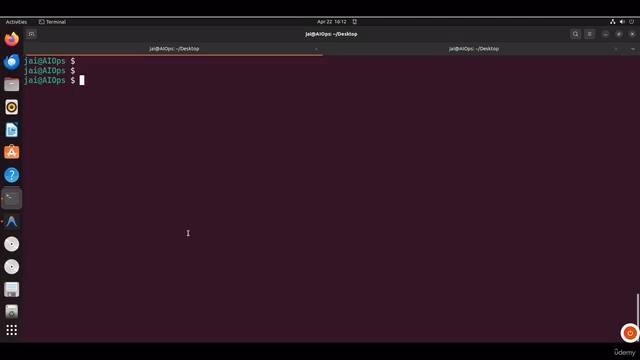 Activities Terminal Apr 22 16:12
jai@AIOps: ~/Desktop
jai@AIOps: ~/Desktop × jai@AIOps: ~/Desktop ×
jai@AIOps $
jai@AIOps $
jai@AIOps $
ûdemy